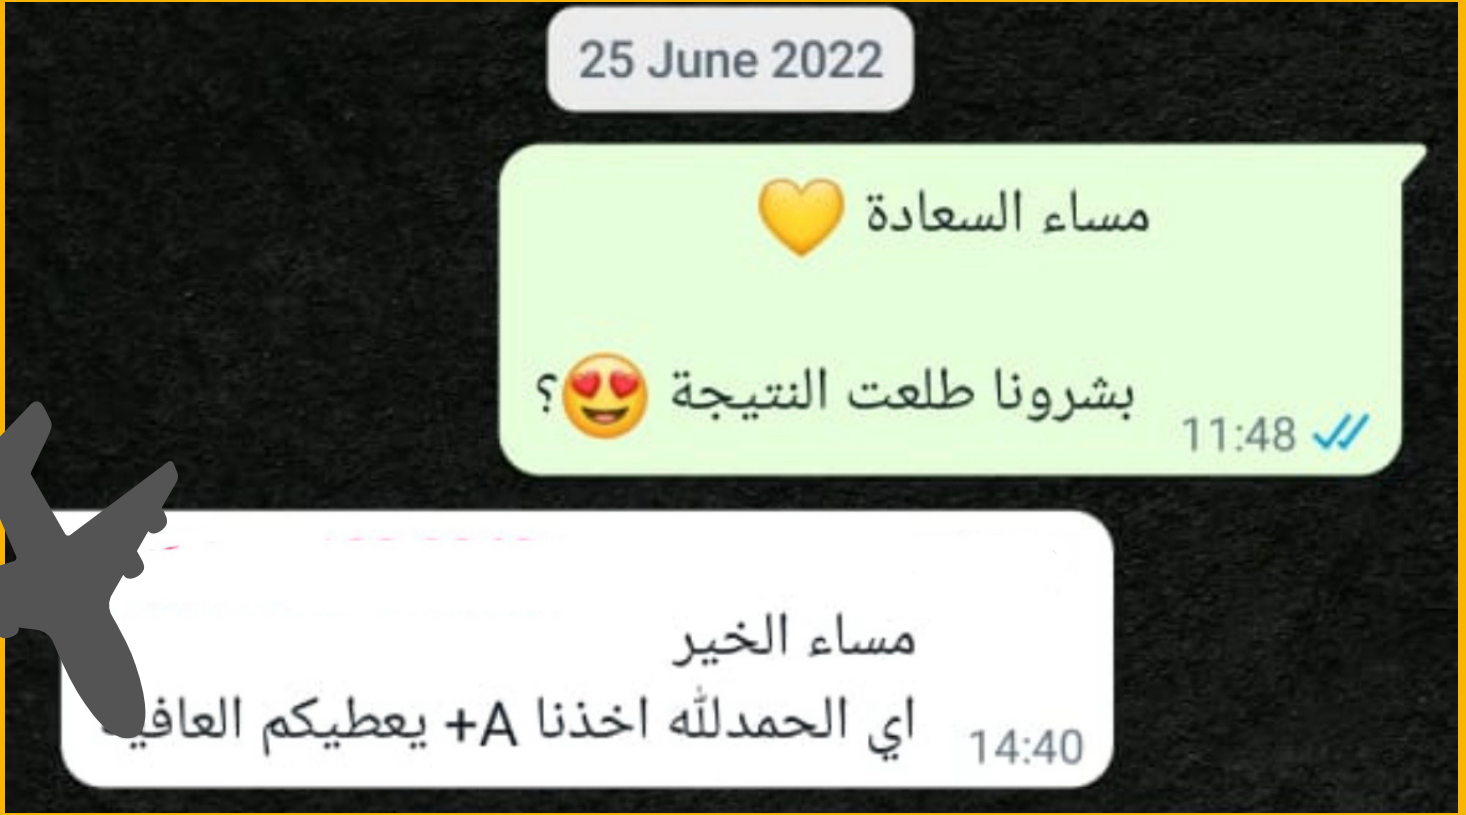 25 June 2022
مساء السعادة 💛
بشرونا طلعت النتيجة 😍؟
11:48
مساء الخير
اي الحمدلله اخذنا A+ يعطيكم
14:40